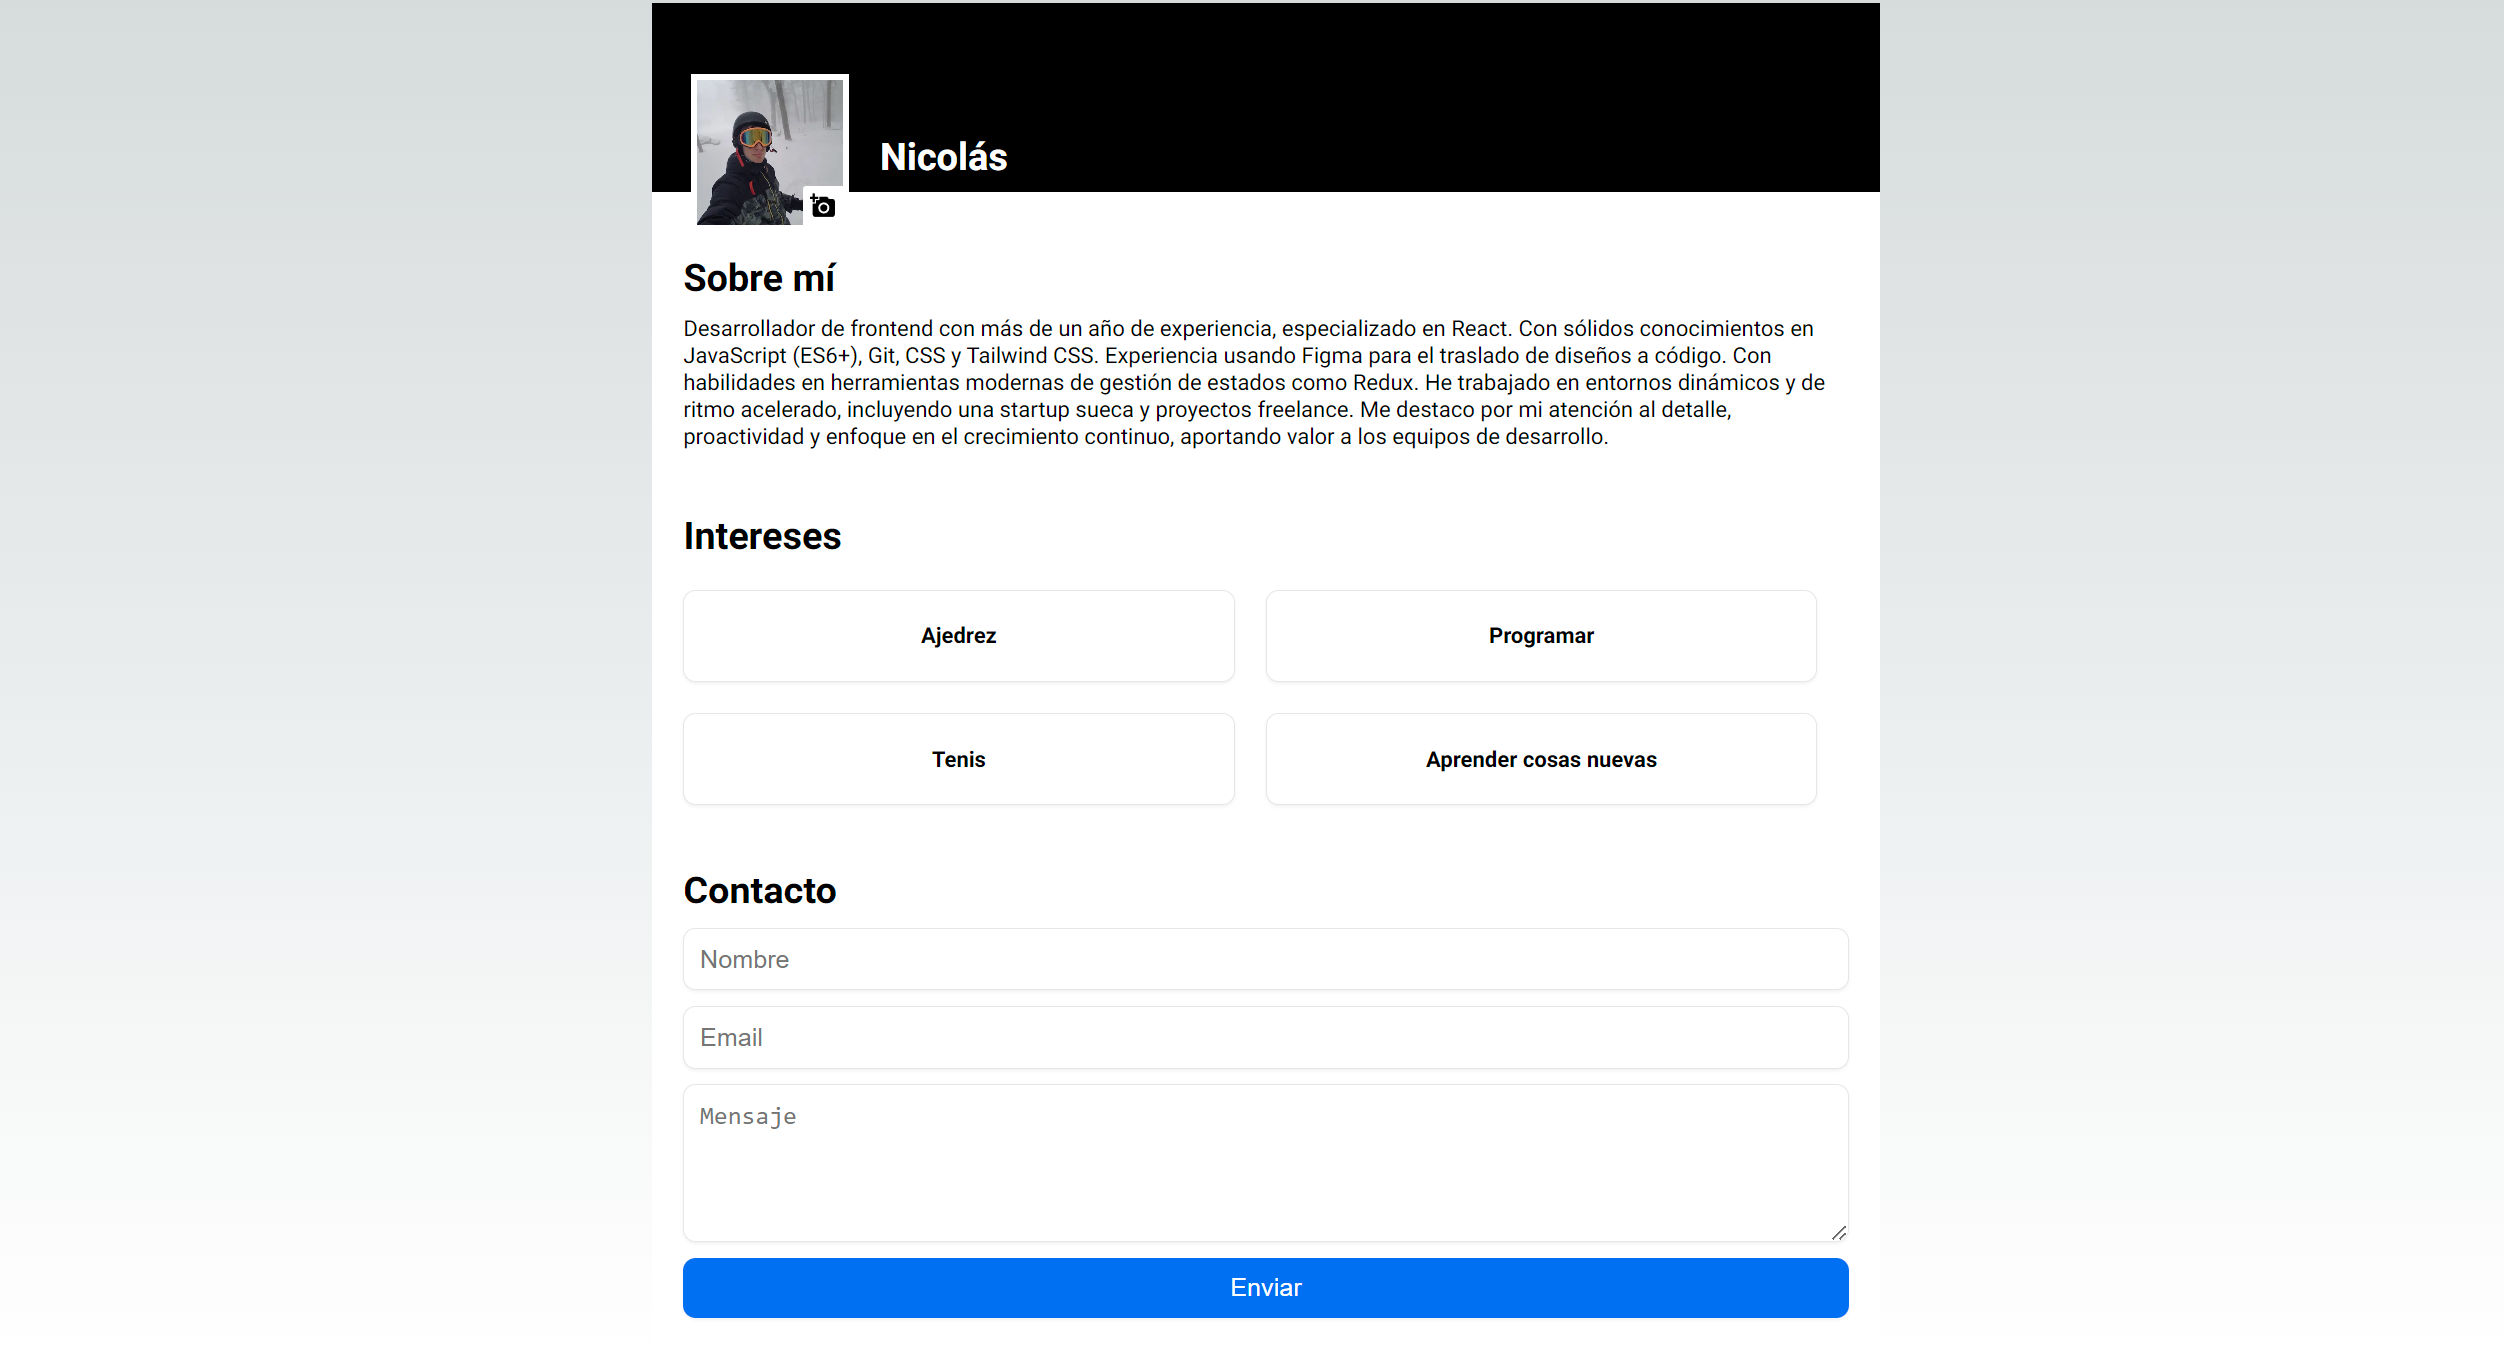 Nicolás
Sobre mí
Desarrollador de frontend con más de un año de experiencia, especializado en React. Con sólidos conocimientos en
JavaScript (ES6+), Git, CSS y Tailwind CSS. Experiencia usando Figma para el traslado de diseños a código. Con
habilidades en herramientas modernas de gestión de estados como Redux. He trabajado en entornos dinámicos y de
ritmo acelerado, incluyendo una startup sueca y proyectos freelance. Me destaco por mi atención al detalle,
proactividad y enfoque en el crecimiento continuo, aportando valor a los equipos de desarrollo.
Intereses
Ajedrez
Programar
Tenis
Aprender cosas nuevas
Contacto
Nombre
Email
Mensaje
Enviar